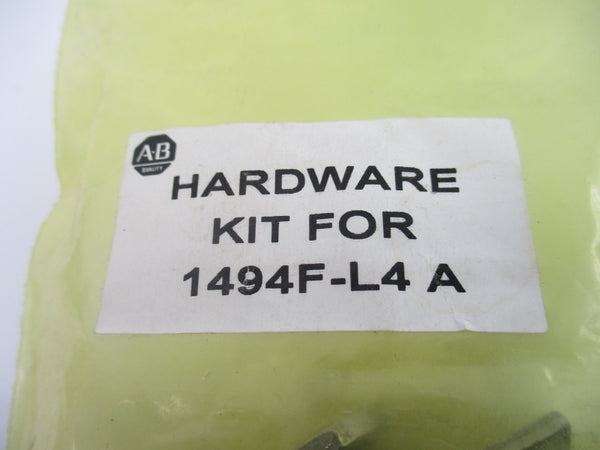 A-B
QUALITY
HARDWARE
KIT FOR
1494F-L4 A